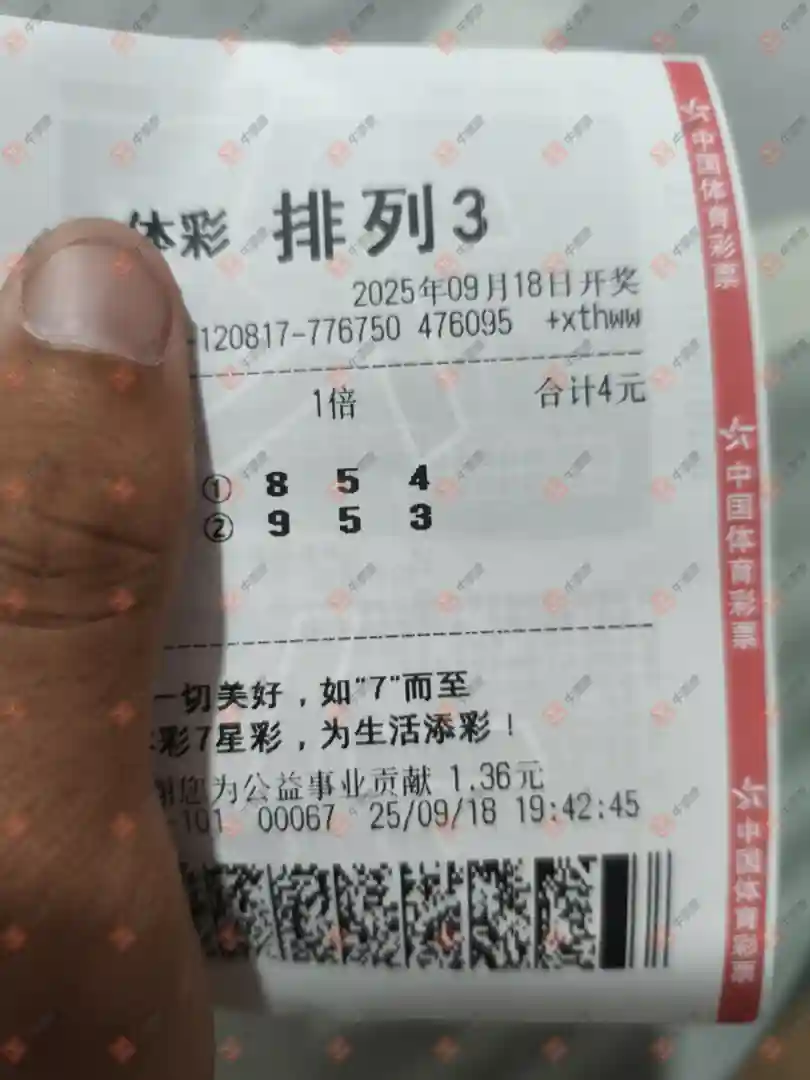 体彩 排列3
2025年09月18日开奖
-120817-776750 476095 +xthww
1倍 合计4元
① 8 5 4
② 9 5 3
一切美好，如"7"而至
彩7星彩，为生活添彩！
谢您为公益事业贡献 1.36元
-101 00067 25/09/18 19:42:45
中国体育彩票
中国体育彩票
中国体育彩票